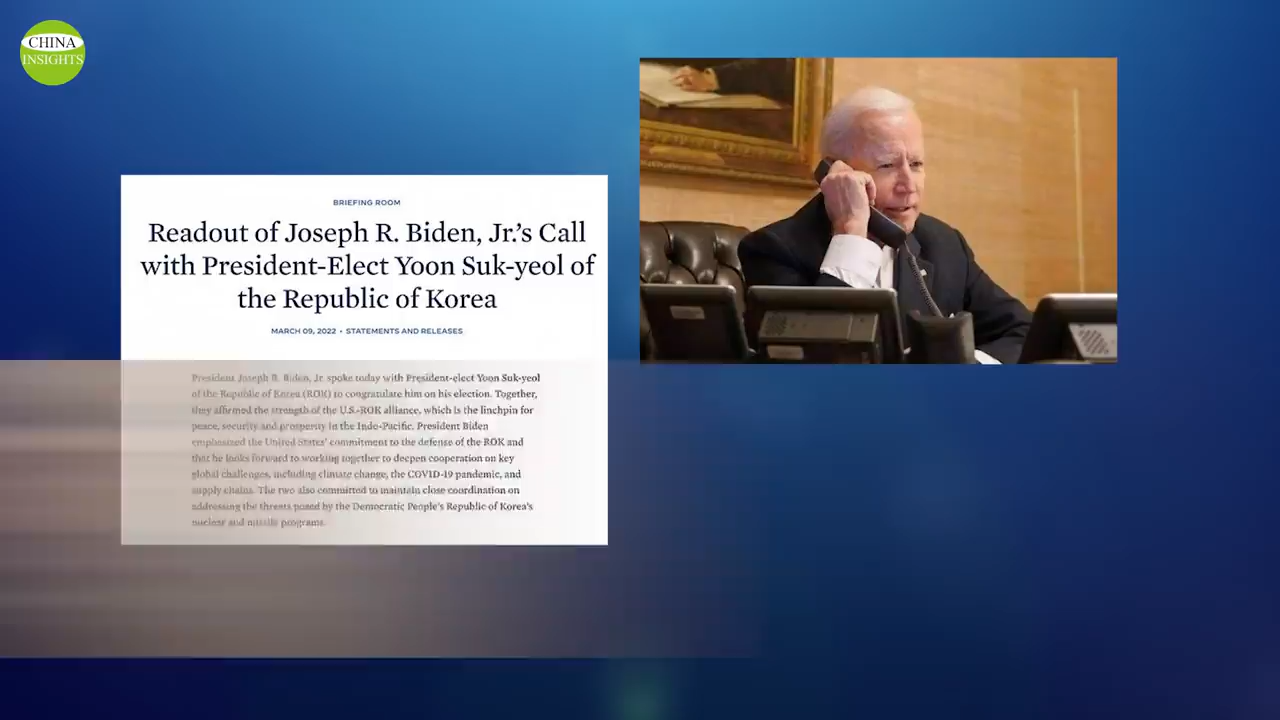 CHINA
INSIGHTS
BRIEFING ROOM
Readout of Joseph R. Biden, Jr.'s Call
with President-Elect Yoon Suk-yeol of
the Republic of Korea
MARCH 09, 2022 • STATEMENTS AND RELEASES
President Joseph R. Biden, Jr. spoke today with President-elect Yoon Suk-yeol
of the Republic of Korea (ROK) to congratulate him on his election. Together,
they affirmed the strength of the U.S.-ROK alliance, which is the linchpin for
peace, security and prosperity in the Indo-Pacific. President Biden
emphasized the United States' commitment to the defense of the ROK and
that he looks forward to working together to deepen cooperation on key
global challenges, including climate change, the COVID-19 pandemic, and
supply chains. The two also committed to maintain close coordination on
addressing the threats posed by the Democratic People's Republic of Korea's
nuclear and missile programs.